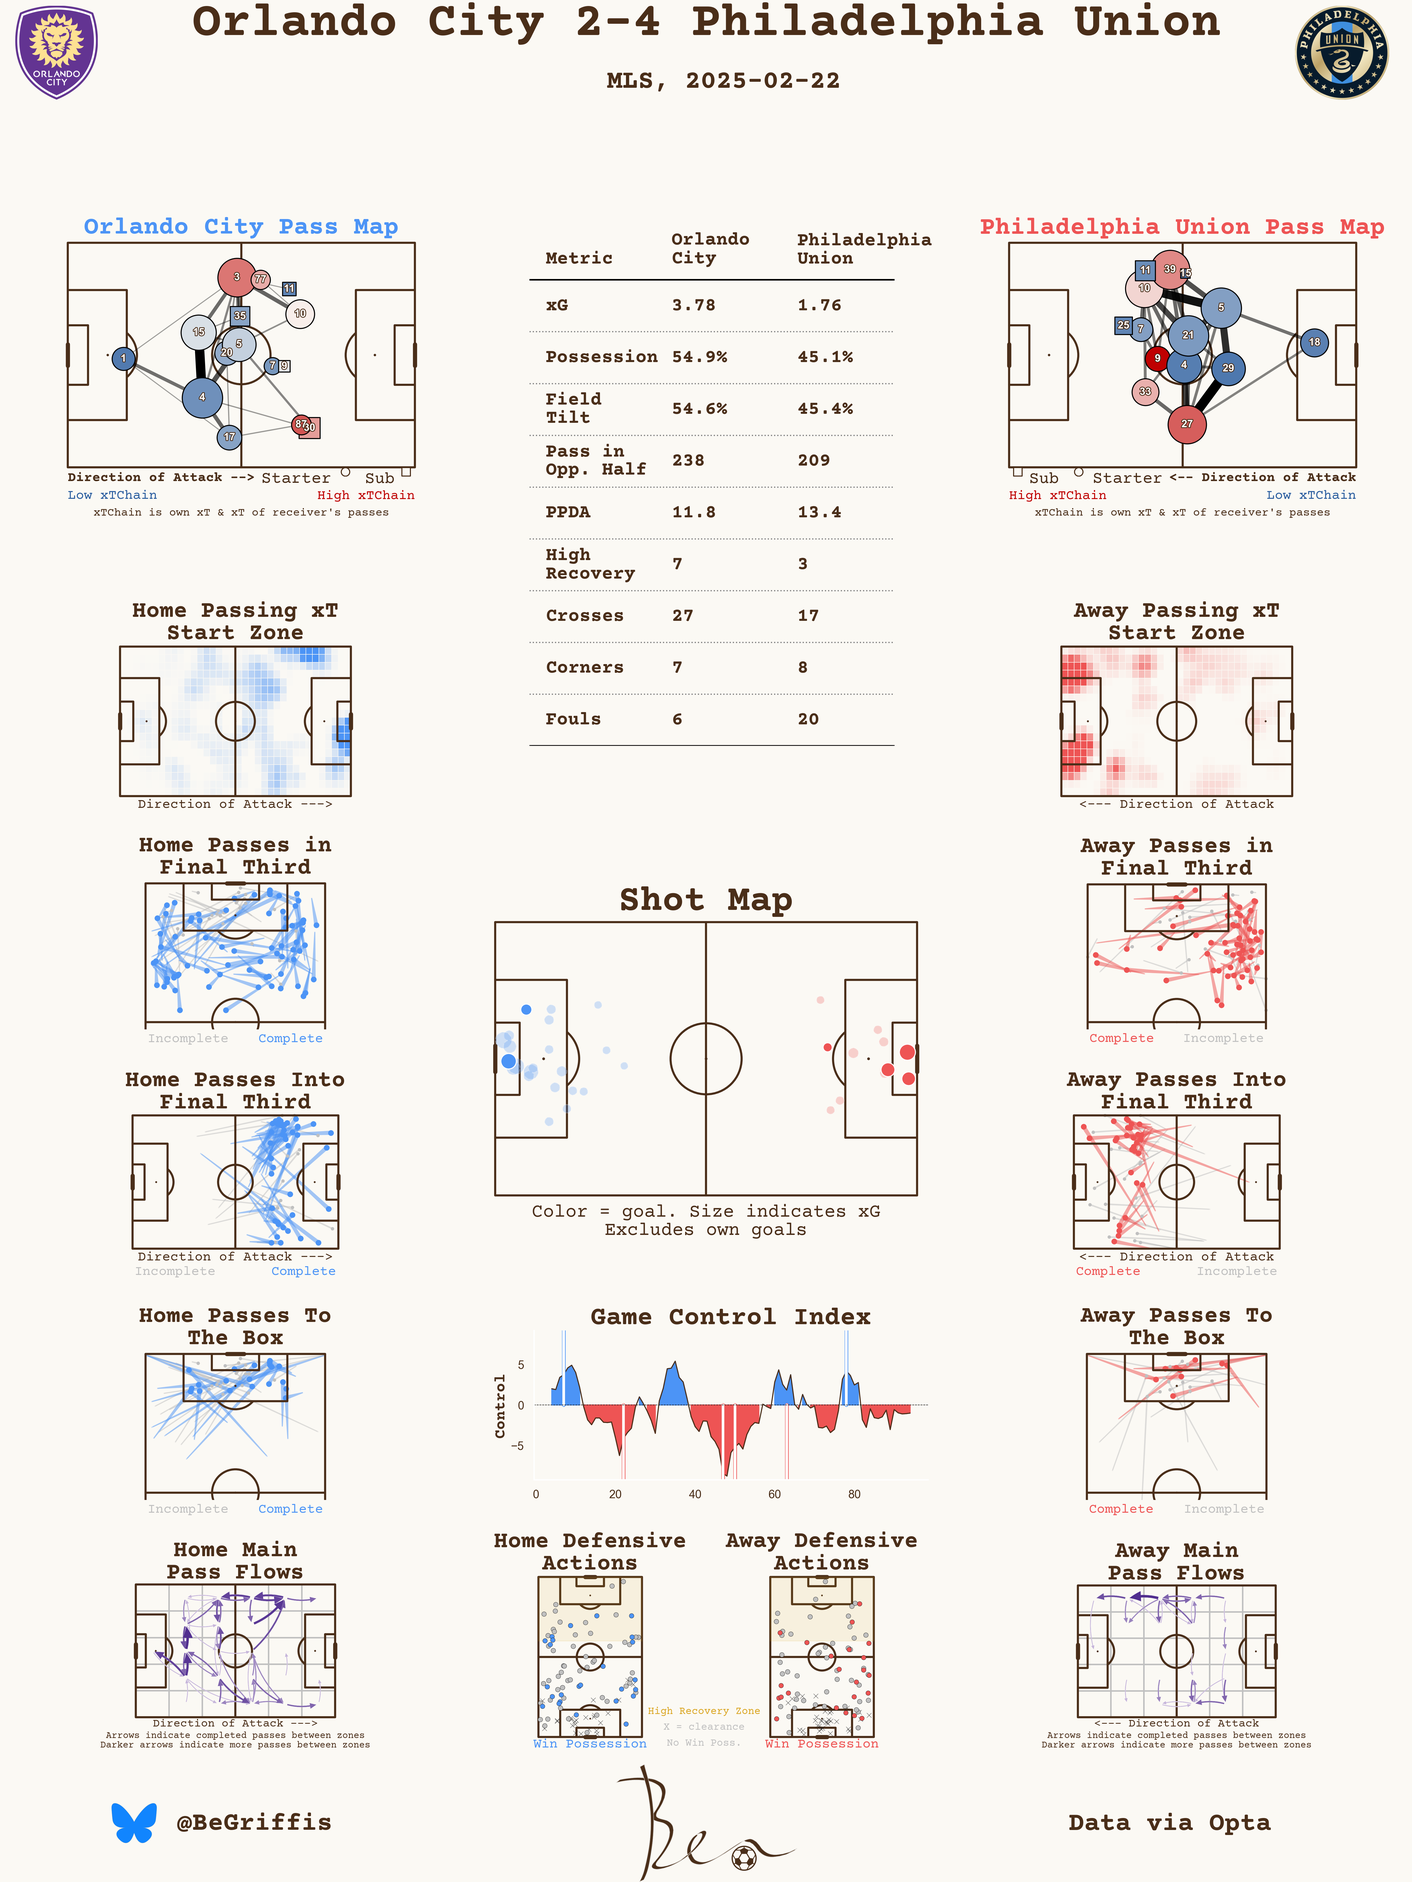 Orlando City 2-4 Philadelphia Union
MLS, 2025-02-22
ORLANDO
CITY
PHILADELPHIA
UNION
Orlando City Pass Map
3
77
11
35
10
15
5
20
1
7
9
4
87
30
17
Direction of Attack --> Starter Sub
Low xTChain High xTChain
xTChain is own xT & xT of receiver's passes
Metric Orlando City Philadelphia Union
xG 3.78 1.76
Possession 54.9% 45.1%
Field Tilt 54.6% 45.4%
Pass in Opp. Half 238 209
PPDA 11.8 13.4
High Recovery 7 3
Crosses 27 17
Corners 7 8
Fouls 6 20
Philadelphia Union Pass Map
11
39
15
10
5
25
7
21
18
9
4
29
33
27
Sub Starter <-- Direction of Attack
High xTChain Low xTChain
xTChain is own xT & xT of receiver's passes
Home Passing xT
Start Zone
Direction of Attack --->
Away Passing xT
Start Zone
<--- Direction of Attack
Home Passes in
Final Third
Incomplete Complete
Away Passes in
Final Third
Complete Incomplete
Shot Map
Color = goal. Size indicates xG
Excludes own goals
Home Passes Into
Final Third
Direction of Attack --->
Incomplete Complete
Away Passes Into
Final Third
<--- Direction of Attack
Complete Incomplete
Home Passes To
The Box
Incomplete Complete
Game Control Index
Control
5
0
−5
0 20 40 60 80
Away Passes To
The Box
Complete Incomplete
Home Main
Pass Flows
Direction of Attack --->
Arrows indicate completed passes between zones
Darker arrows indicate more passes between zones
Home Defensive
Actions
Win Possession
Away Defensive
Actions
Win Possession
High Recovery Zone
X = clearance
No Win Poss.
Away Main
Pass Flows
<--- Direction of Attack
Arrows indicate completed passes between zones
Darker arrows indicate more passes between zones
@BeGriffis
Ben
Data via Opta